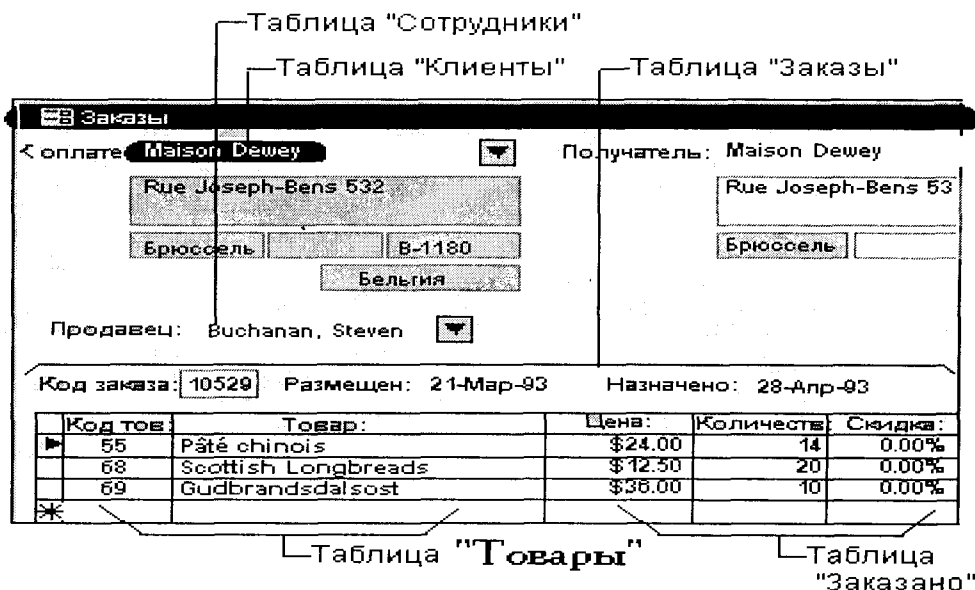 Таблица "Сотрудники"
Таблица "Клиенты" Таблица "Заказы"
Заказы
К оплате Maison Dewey Получатель: Maison Dewey
Rue Joseph-Bens 532 Rue Joseph-Bens 53
Брюссель B-1180 Брюссель
Бельгия
Продавец: Buchanan, Steven
Код заказа: 10529 Размещен: 21-Мар-93 Назначено: 28-Апр-93
Код тов: Товар: Цена: Количеств: Скидка:
55 Pâté chinois $24.00 14 0.00%
68 Scottish Longbreads $12.50 20 0.00%
69 Gudbrandsdalsost $36.00 10 0.00%
Таблица "Товары" Таблица
"Заказано"